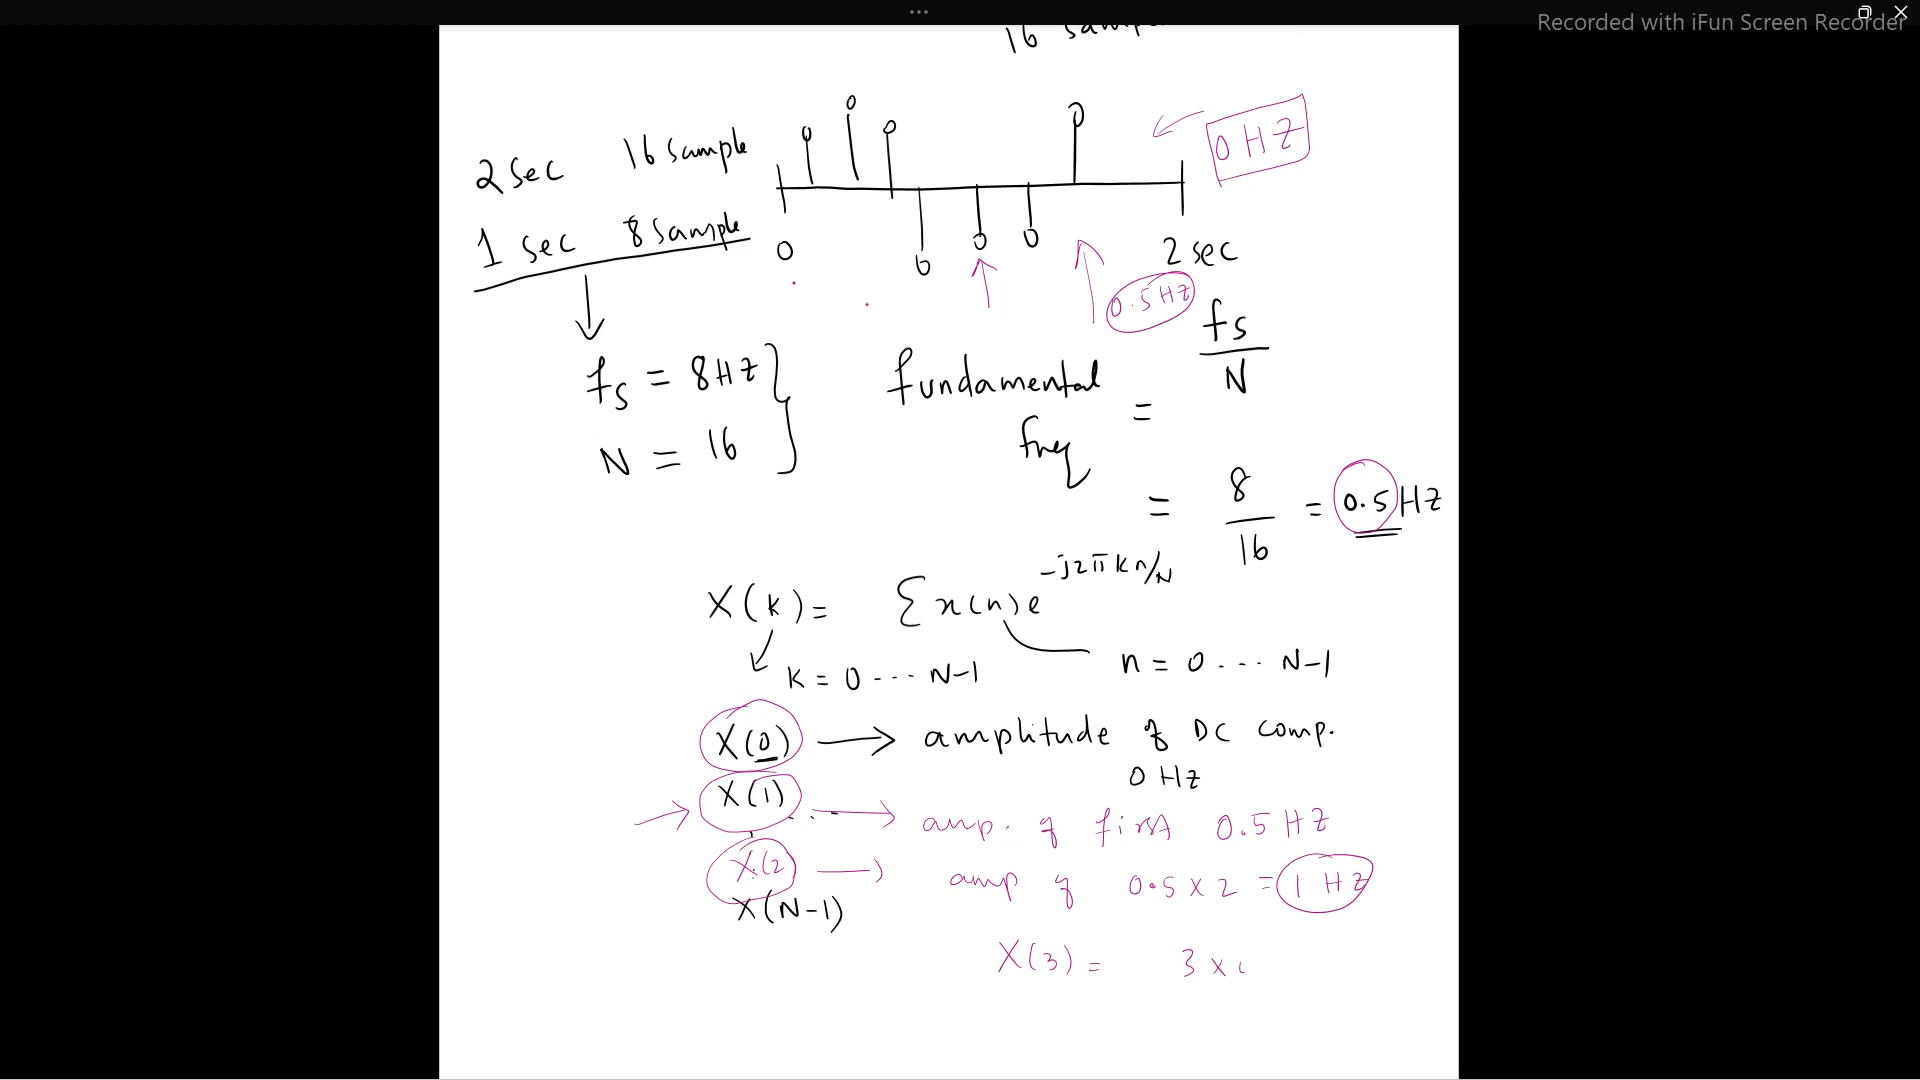 Recorded with iFun Screen Recorder
16 sample
2 sec 16 sample
0 HZ
1 sec 8 sample
0
2 sec
0.5 HZ
fs = 8HZ
N = 16
fundamental freq = fs/N
= 8/16 = 0.5 HZ
X(k) = Σ x(n) e^-j2πkn/N
k = 0 --- N-1
n = 0 . ... N-1
X(0) → amplitude of DC comp.
0 Hz
X(1) → amp. of first 0.5 HZ
X(2 → amp of 0.5 x 2 = 1 HZ
X(N-1)
X(3) = 3 x